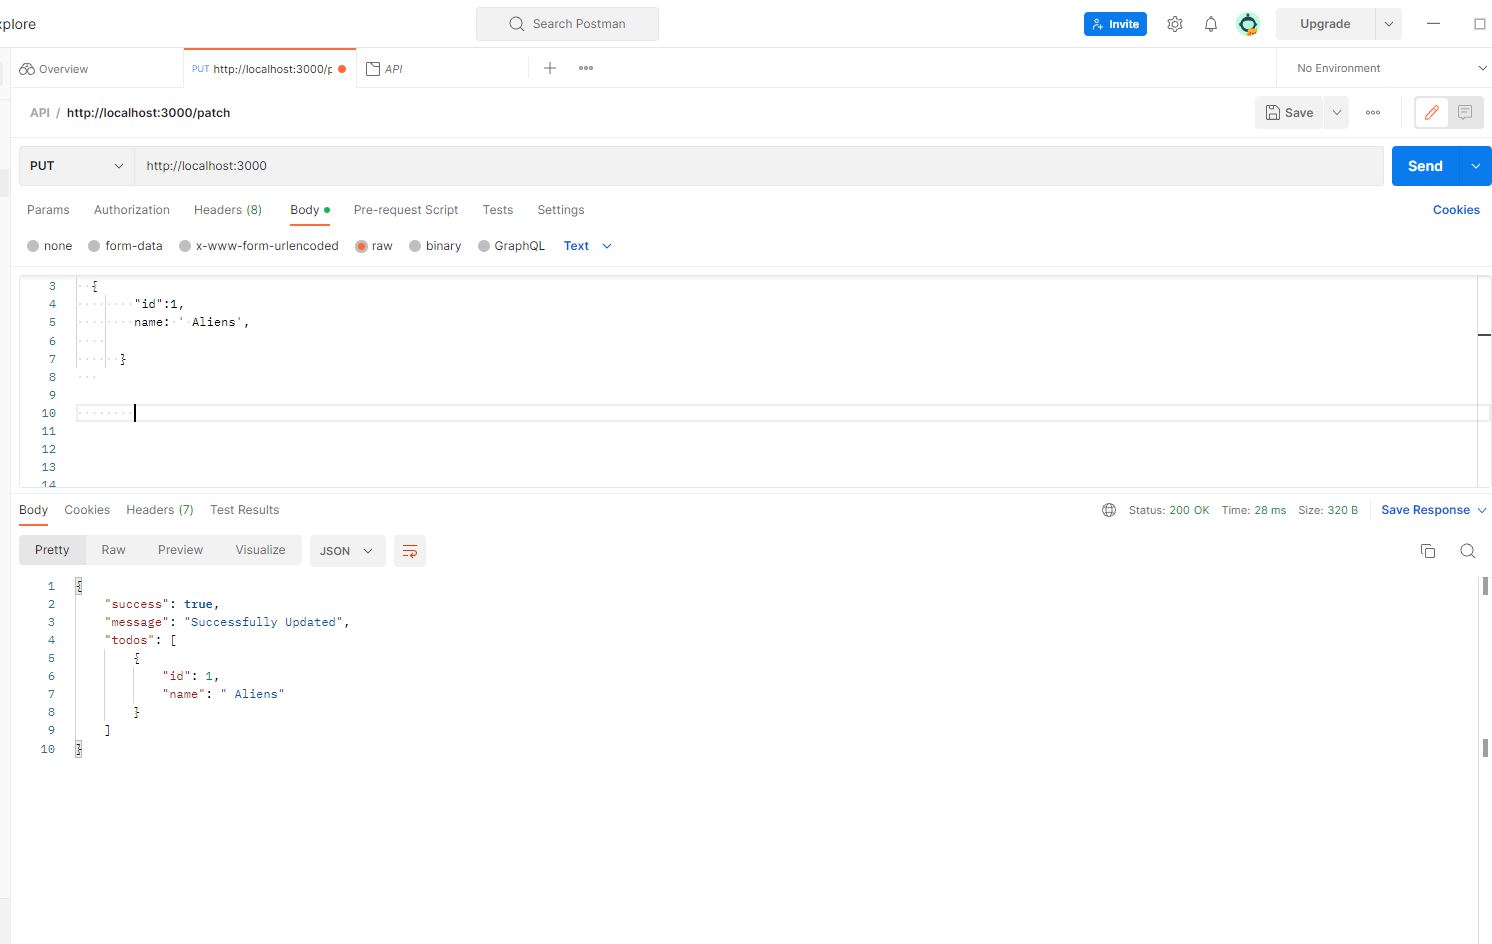 xplore
Search Postman
Invite
Upgrade
Overview
PUT http://localhost:3000/p
API
No Environment
API / http://localhost:3000/patch
Save
PUT
http://localhost:3000
Send
Params Authorization Headers (8) Body Pre-request Script Tests Settings
Cookies
none form-data x-www-form-urlencoded raw binary GraphQL Text
3 {
4 "id":1,
5 name: ' Aliens',
6
7 }
8
9
10
11
12
13
14
Body Cookies Headers (7) Test Results
Status: 200 OK Time: 28 ms Size: 320 B Save Response
Pretty Raw Preview Visualize JSON
1 {
2 "success": true,
3 "message": "Successfully Updated",
4 "todos": [
5 {
6 "id": 1,
7 "name": " Aliens"
8 }
9 ]
10 }